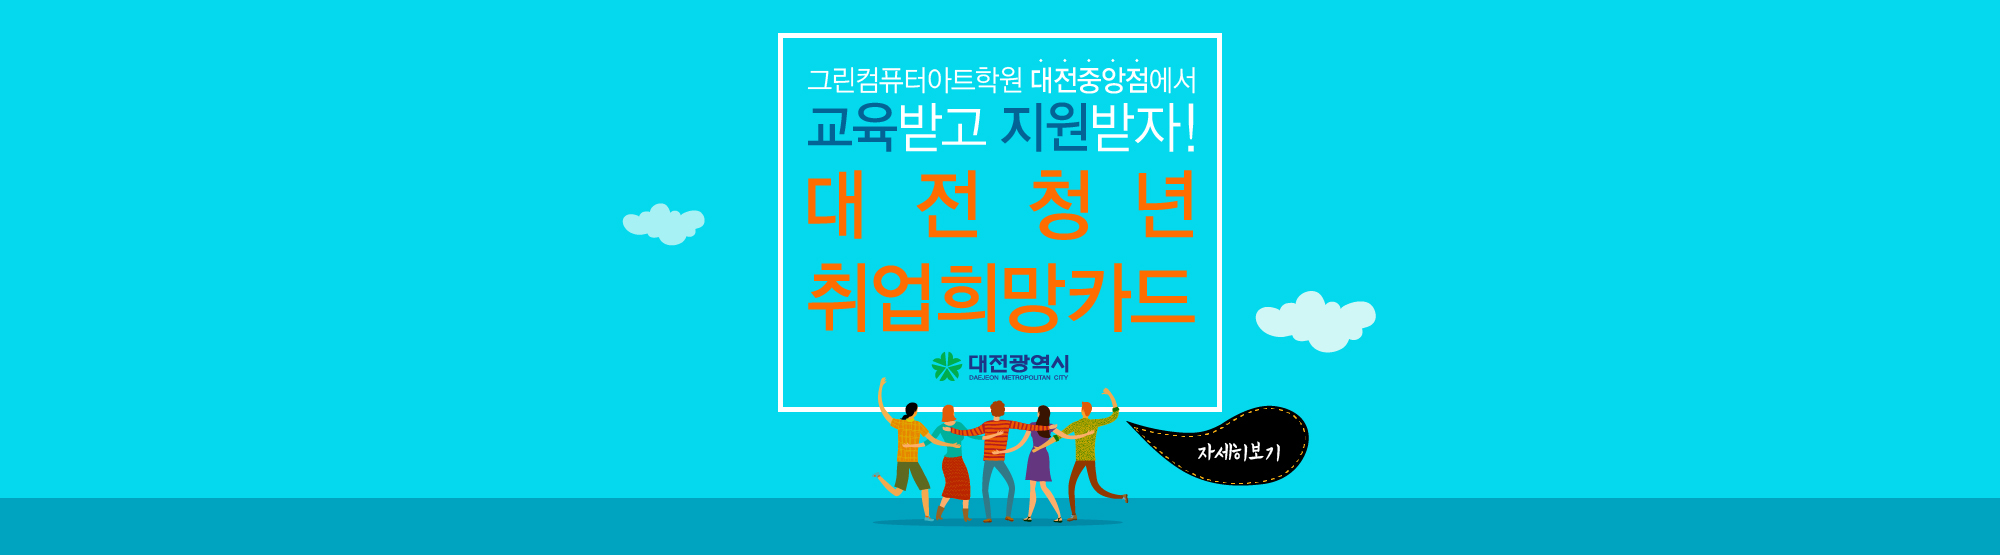 그린컴퓨터아트학원 대전중앙점에서
교육받고 지원받자!
대전청년
취업희망카드
대전광역시
DAEJEON METROPOLITAN CITY
자세히보기